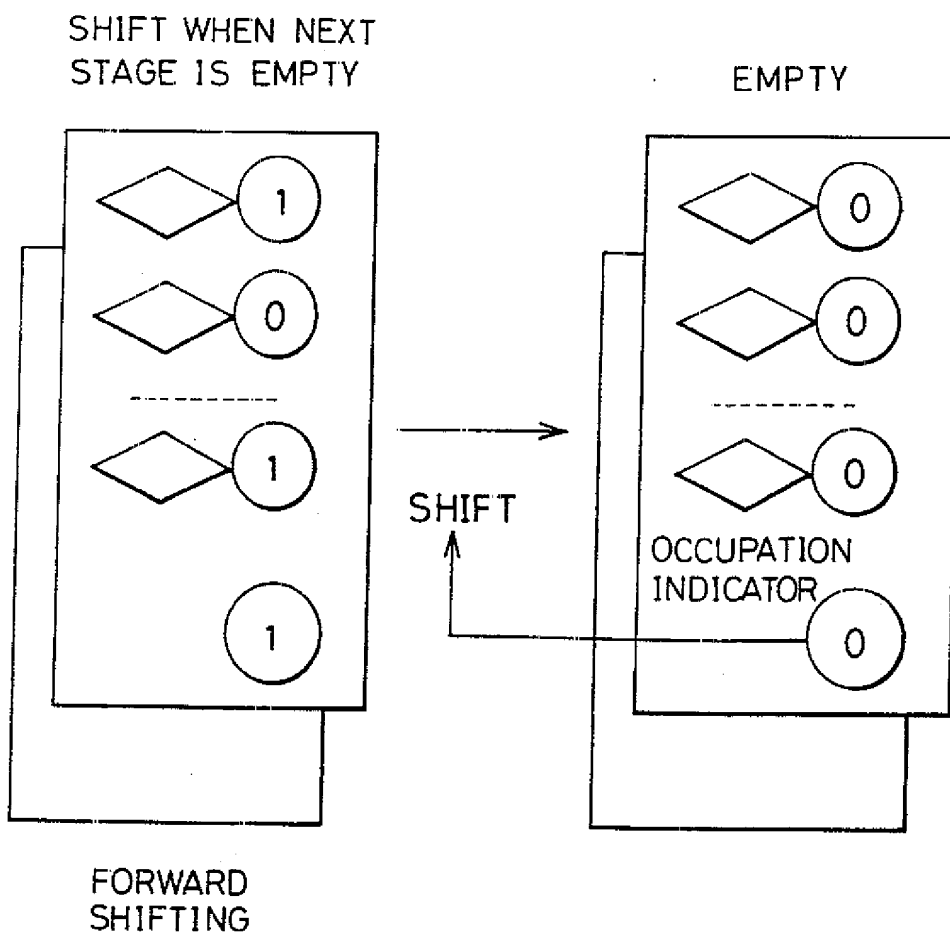 SHIFT WHEN NEXT
STAGE IS EMPTY
EMPTY
1
0
1
1
SHIFT
0
0
0
OCCUPATION
INDICATOR
0
FORWARD
SHIFTING